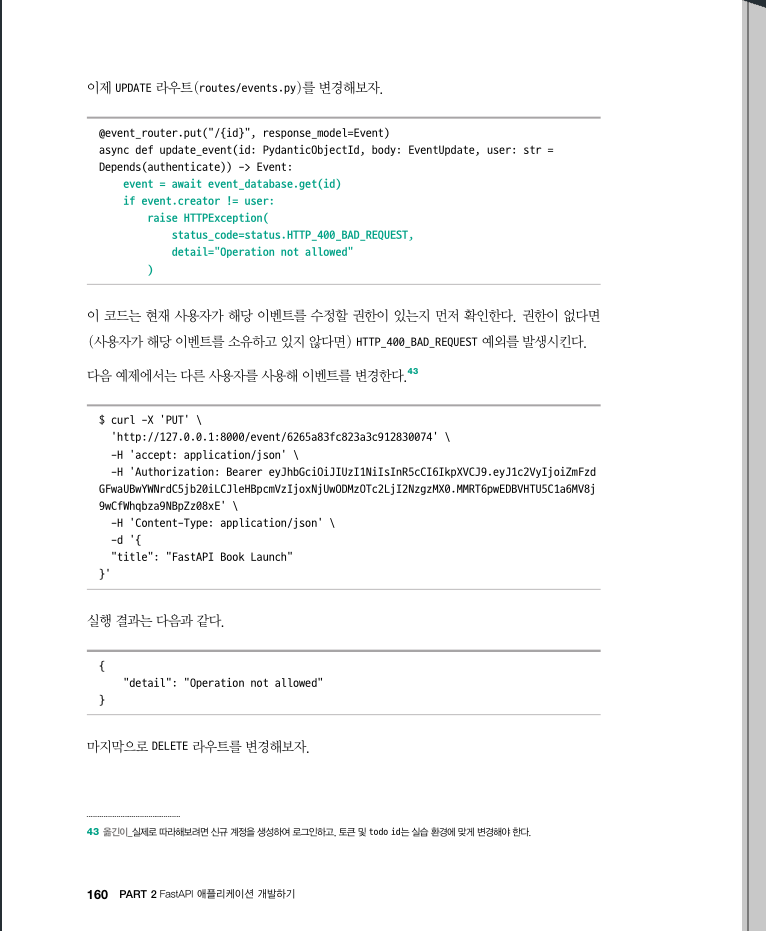 이제 UPDATE 라우트(routes/events.py)를 변경해보자.
@event_router.put("/{id}", response_model=Event)
async def update_event(id: PydanticObjectId, body: EventUpdate, user: str =
Depends(authenticate)) -> Event:
    event = await event_database.get(id)
    if event.creator != user:
        raise HTTPException(
            status_code=status.HTTP_400_BAD_REQUEST,
            detail="Operation not allowed"
        )
이 코드는 현재 사용자가 해당 이벤트를 수정할 권한이 있는지 먼저 확인한다. 권한이 없다면
(사용자가 해당 이벤트를 소유하고 있지 않다면) HTTP_400_BAD_REQUEST 예외를 발생시킨다.
다음 예제에서는 다른 사용자를 사용해 이벤트를 변경한다.43
$ curl -X 'PUT' \
  'http://127.0.0.1:8000/event/6265a83fc823a3c912830074' \
  -H 'accept: application/json' \
  -H 'Authorization: Bearer eyJhbGciOiJIUzI1NiIsInR5cCI6IkpXVCJ9.eyJ1c2VyIjoiZmFzd
GFwaUBwYWNrdC5jb20iLCJleHBpcmVzIjoxNjUwODMzOTc2LjI2NzgzMX0.MMRT6pwEDBVHTU5C1a6MV8j
9wCfWhqbza9NBpZz08xE' \
  -H 'Content-Type: application/json' \
  -d '{
  "title": "FastAPI Book Launch"
}'
실행 결과는 다음과 같다.
{
    "detail": "Operation not allowed"
}
마지막으로 DELETE 라우트를 변경해보자.
43 옮긴이_실제로 따라해보려면 신규 계정을 생성하여 로그인하고, 토큰 및 todo id는 실습 환경에 맞게 변경해야 한다.
160 PART 2 FastAPI 애플리케이션 개발하기